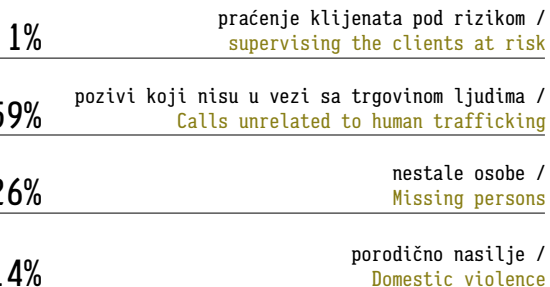 1%
praćenje klijenata pod rizikom /
supervising the clients at risk
59%
pozivi koji nisu u vezi sa trgovinom ljudima /
Calls unrelated to human trafficking
26%
nestale osobe /
Missing persons
14%
porodično nasilje /
Domestic violence